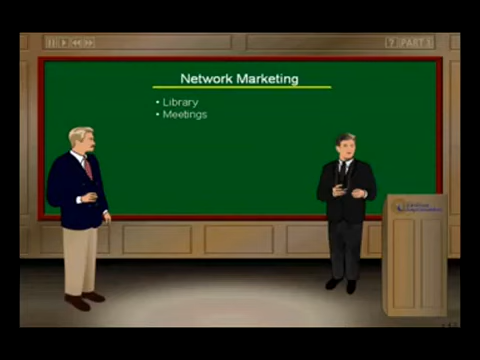 ? PART 1
Network Marketing
• Library
• Meetings